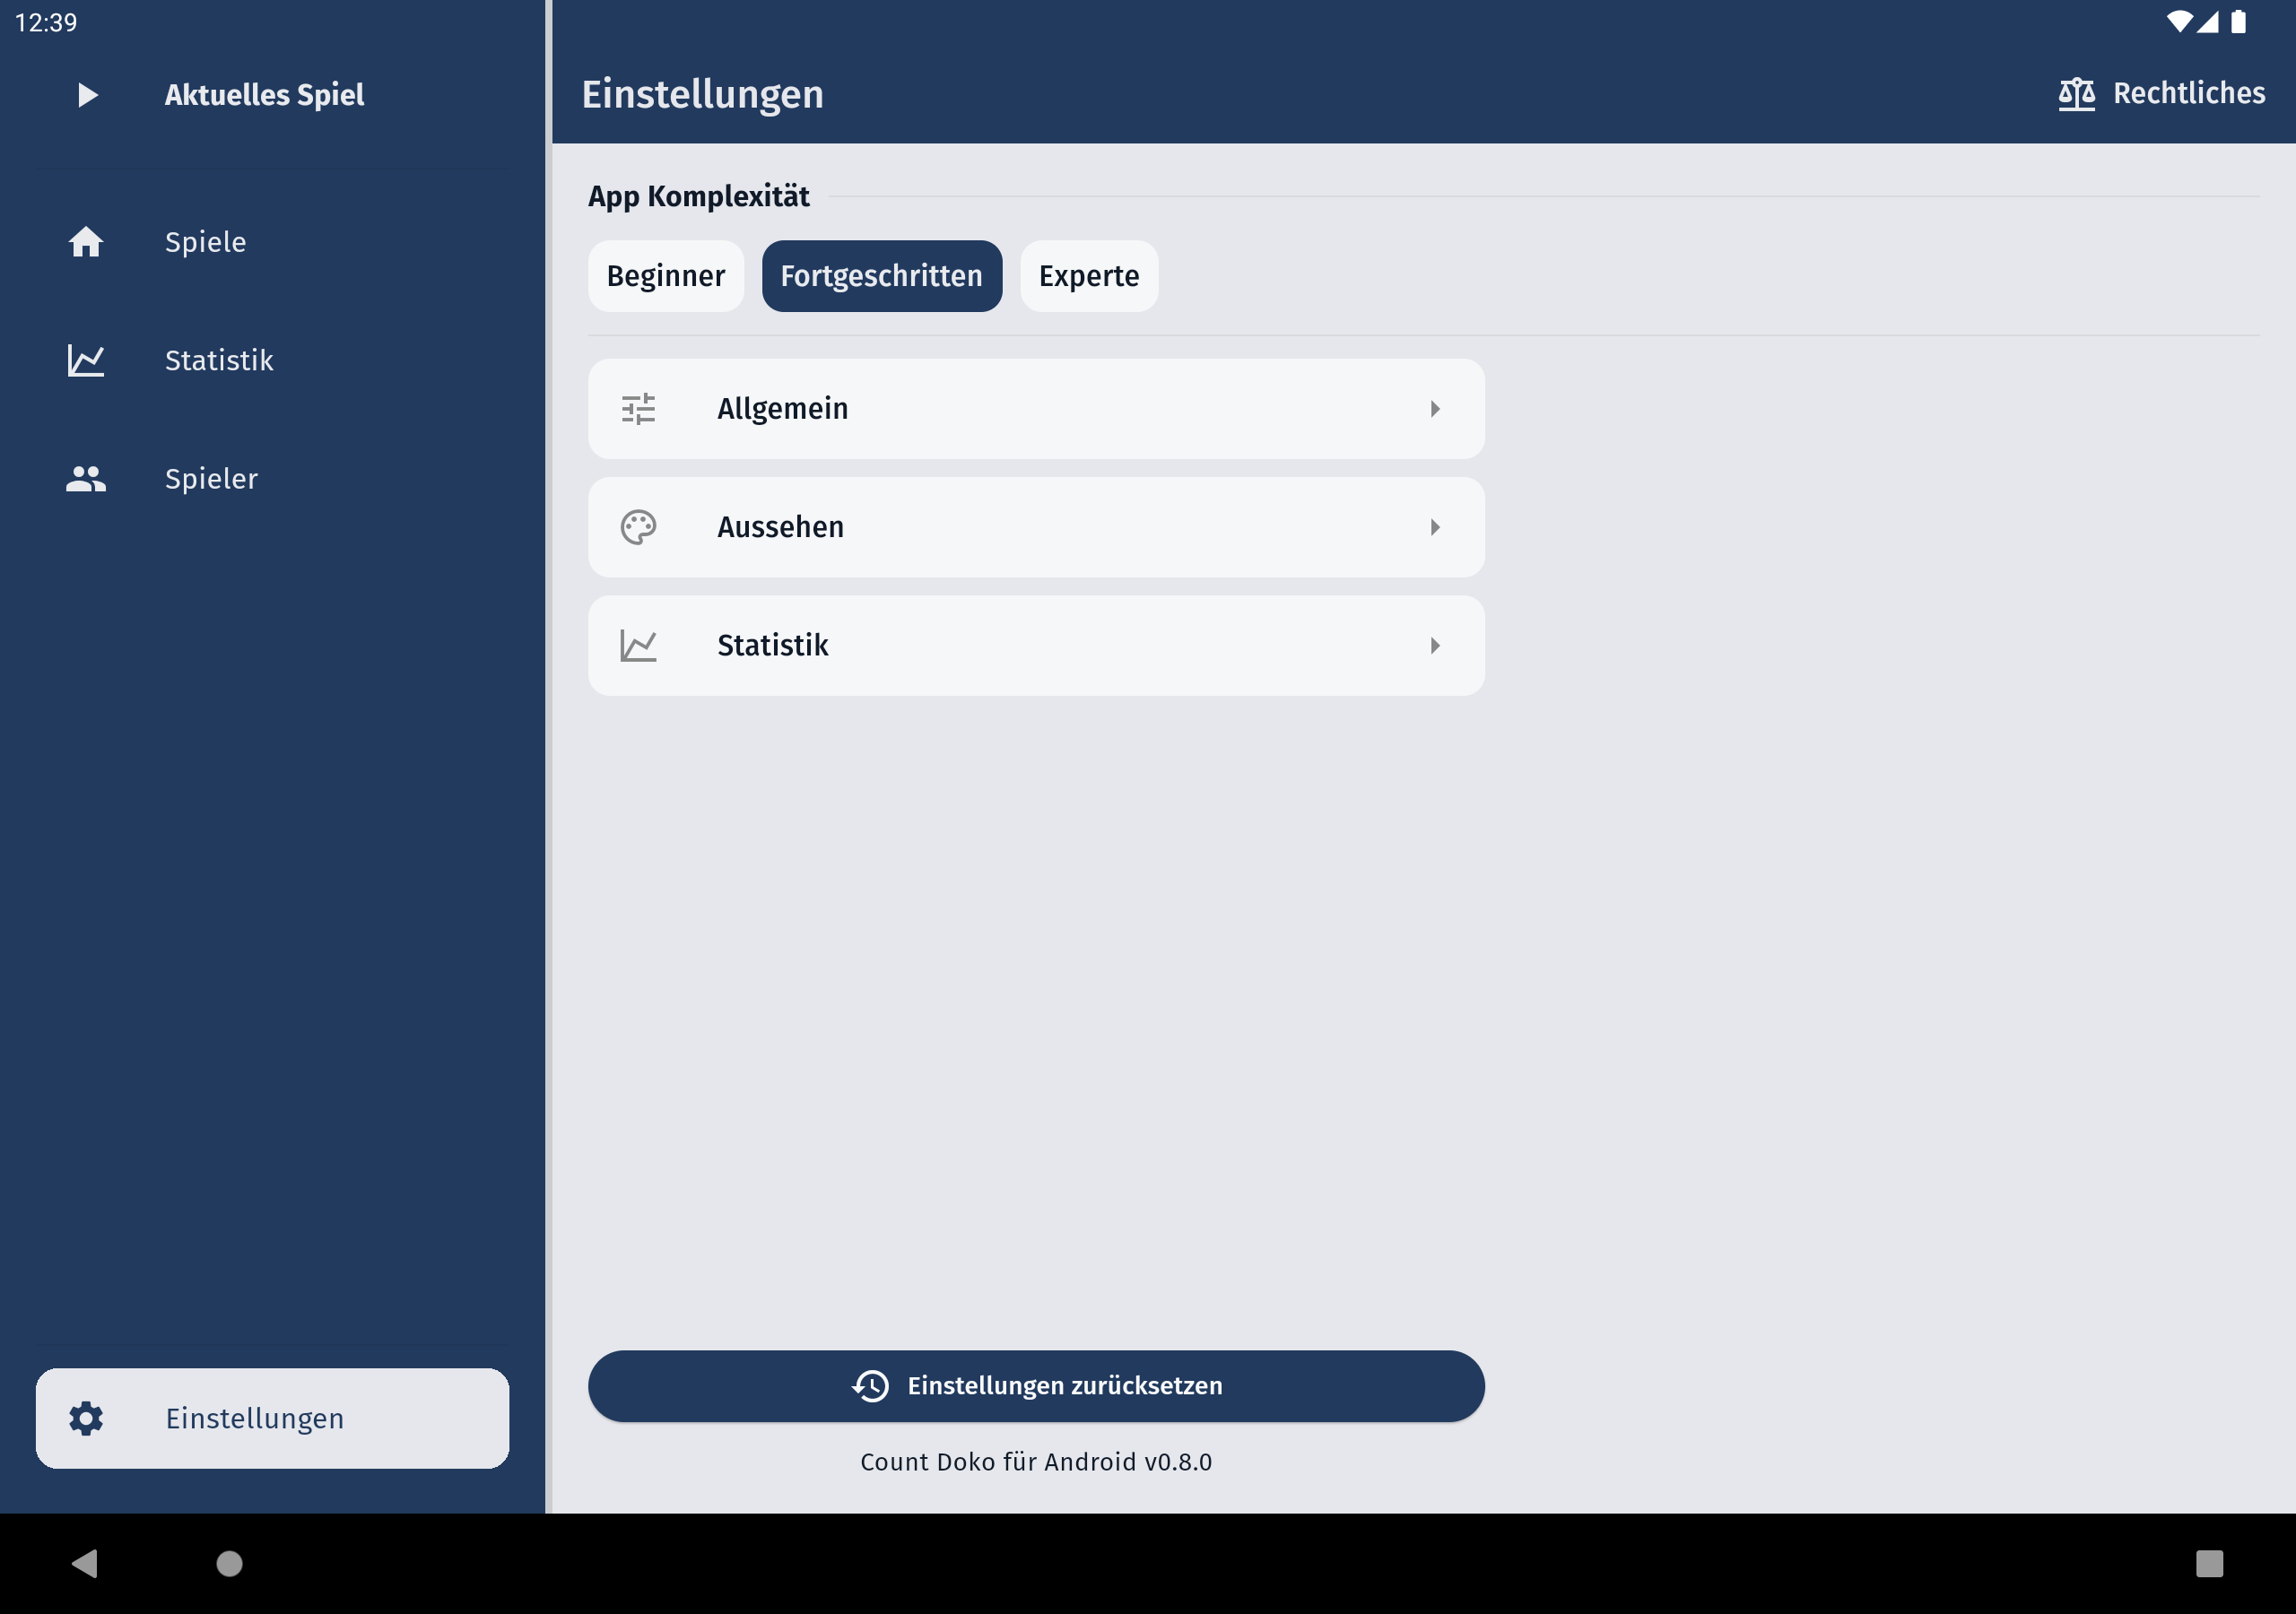 12:39
Aktuelles Spiel
Spiele
Statistik
Spieler
Einstellungen
Einstellungen
Rechtliches
App Komplexität
Beginner
Fortgeschritten
Experte
Allgemein
Aussehen
Statistik
Einstellungen zurücksetzen
Count Doko für Android v0.8.0